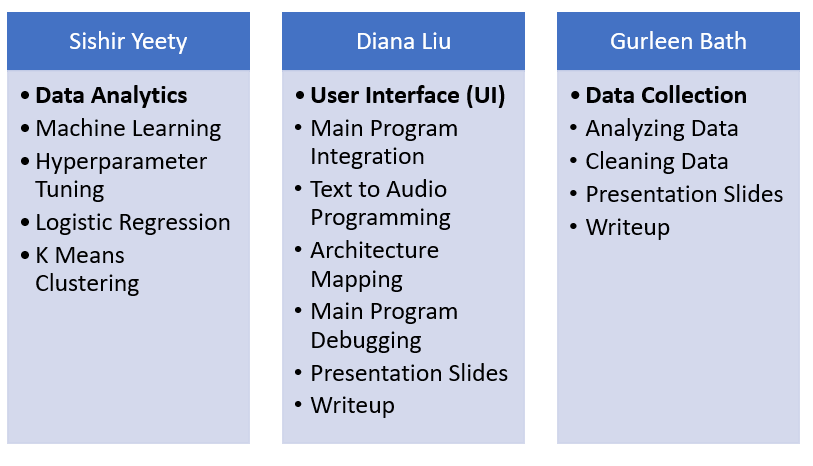 Sishir Yeety
• Data Analytics
• Machine Learning
• Hyperparameter
Tuning
• Logistic Regression
• K Means
Clustering
Diana Liu
• User Interface (UI)
• Main Program
Integration
• Text to Audio
Programming
• Architecture
Mapping
• Main Program
Debugging
• Presentation Slides
• Writeup
Gurleen Bath
• Data Collection
• Analyzing Data
• Cleaning Data
• Presentation Slides
• Writeup